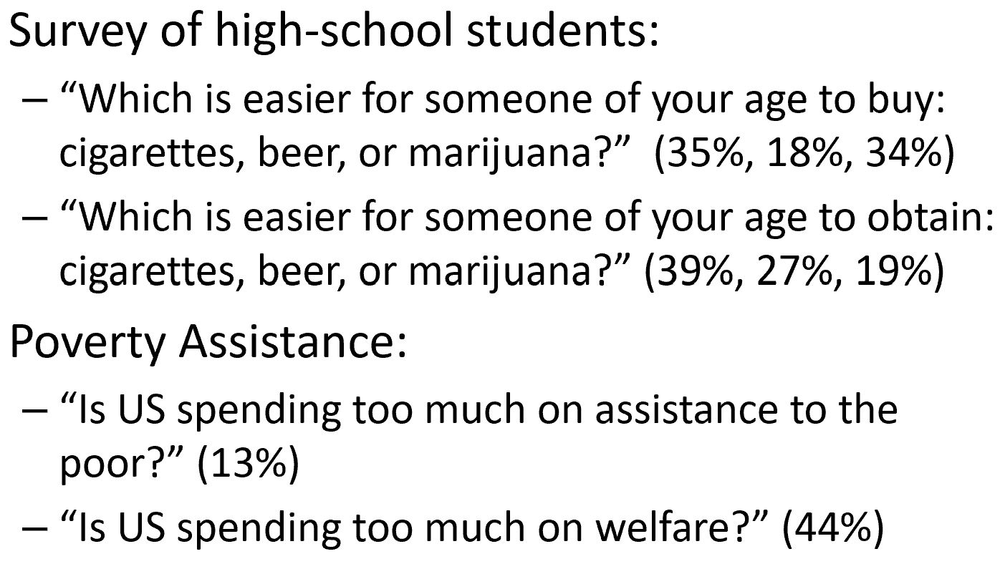 Survey of high-school students:
– “Which is easier for someone of your age to buy:
cigarettes, beer, or marijuana?” (35%, 18%, 34%)
– “Which is easier for someone of your age to obtain:
cigarettes, beer, or marijuana?” (39%, 27%, 19%)
Poverty Assistance:
– “Is US spending too much on assistance to the
poor?” (13%)
– “Is US spending too much on welfare?” (44%)